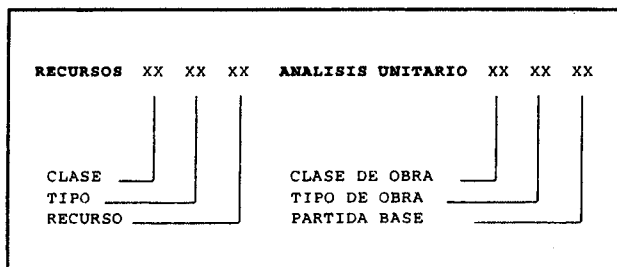 RECURSOS XX XX XX ANALISIS UNITARIO XX XX XX
CLASE CLASE DE OBRA
TIPO TIPO DE OBRA
RECURSO PARTIDA BASE